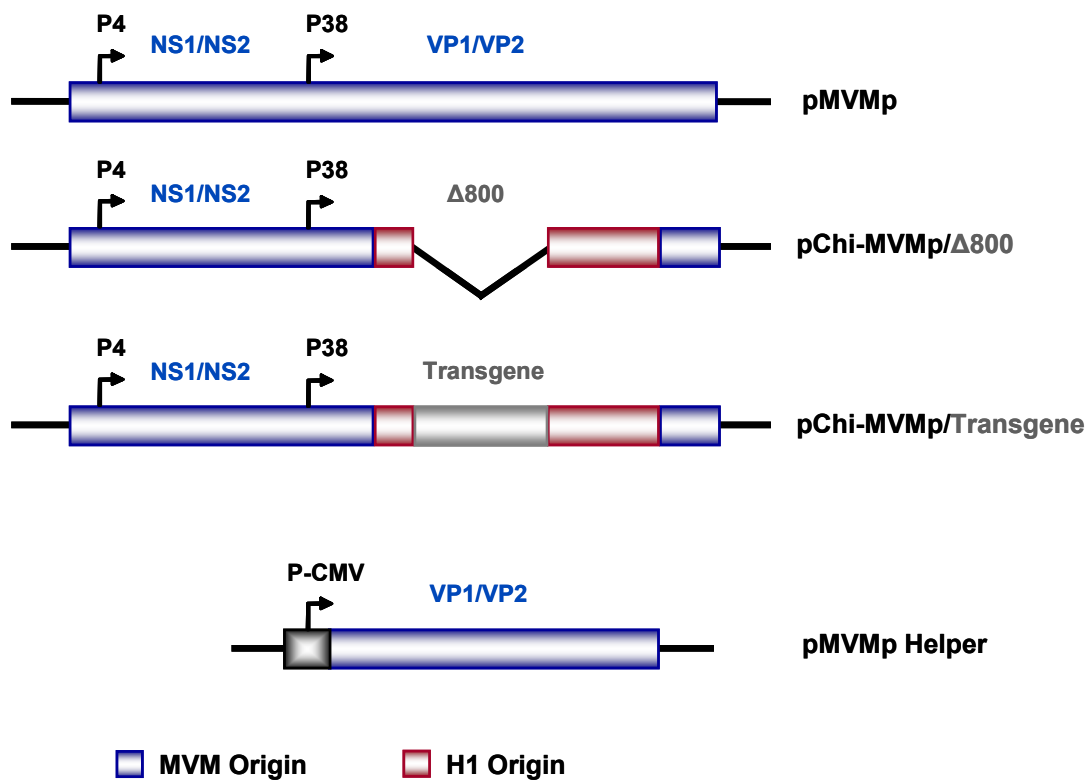 P4 NS1/NS2 P38 VP1/VP2
pMVMp
P4 NS1/NS2 P38 Δ800
pChi-MVMp/Δ800
P4 NS1/NS2 P38 Transgene
pChi-MVMp/Transgene
P-CMV VP1/VP2
pMVMp Helper
MVM Origin H1 Origin